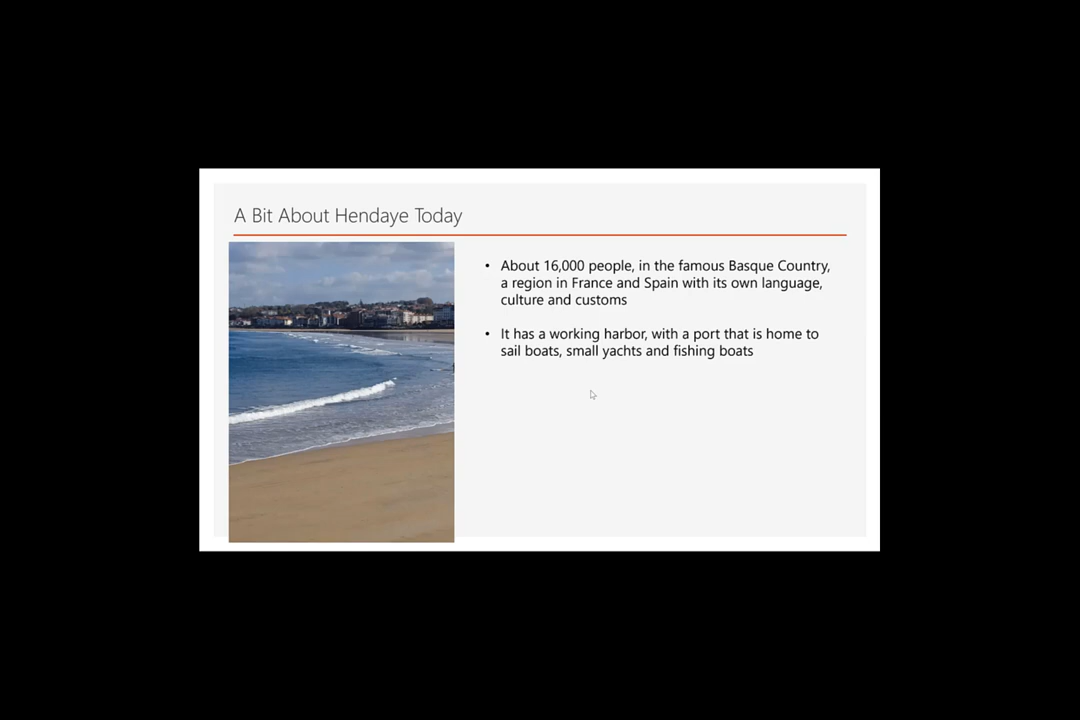 A Bit About Hendaye Today
• About 16,000 people, in the famous Basque Country,
a region in France and Spain with its own language,
culture and customs
• It has a working harbor, with a port that is home to
sail boats, small yachts and fishing boats